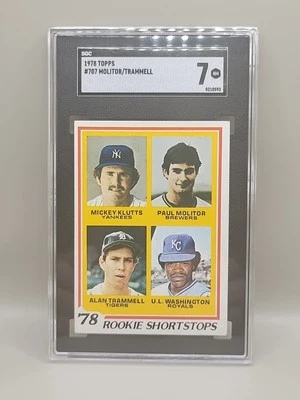 SGC
1978 TOPPS
#707 MOLITOR/TRAMMELL
7 NM
MICKEY KLUTTS
YANKEES
PAUL MOLITOR
BREWERS
ALAN TRAMMELL
TIGERS
U.L. WASHINGTON
ROYALS
78 ROOKIE SHORTSTOPS